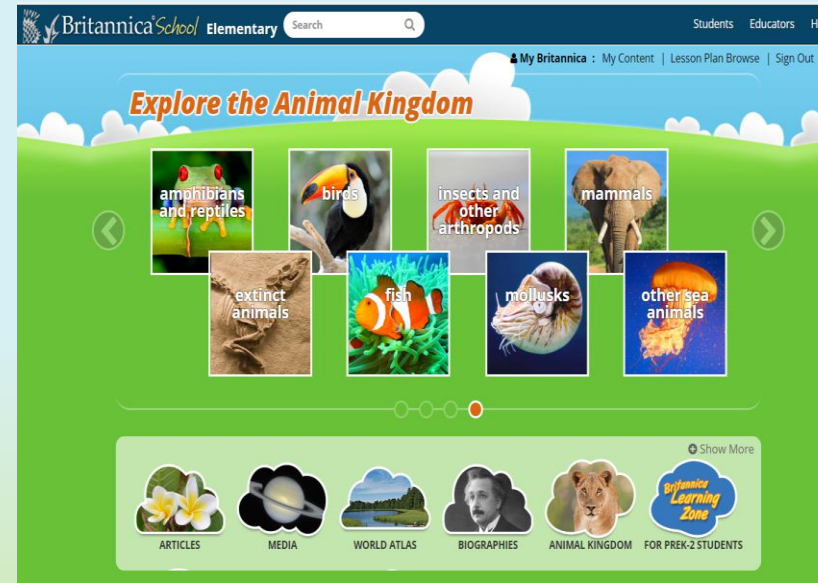 Britannica School Elementary
Search
Students Educators H
My Britannica : My Content | Lesson Plan Browse | Sign Out
Explore the Animal Kingdom
amphibians
and reptiles
birds
insects and
other
arthropods
mammals
extinct
animals
fish
mollusks
other sea
animals
Show More
ARTICLES
MEDIA
WORLD ATLAS
BIOGRAPHIES
ANIMAL KINGDOM
Britannica
Learning
Zone
FOR PREK-2 STUDENTS